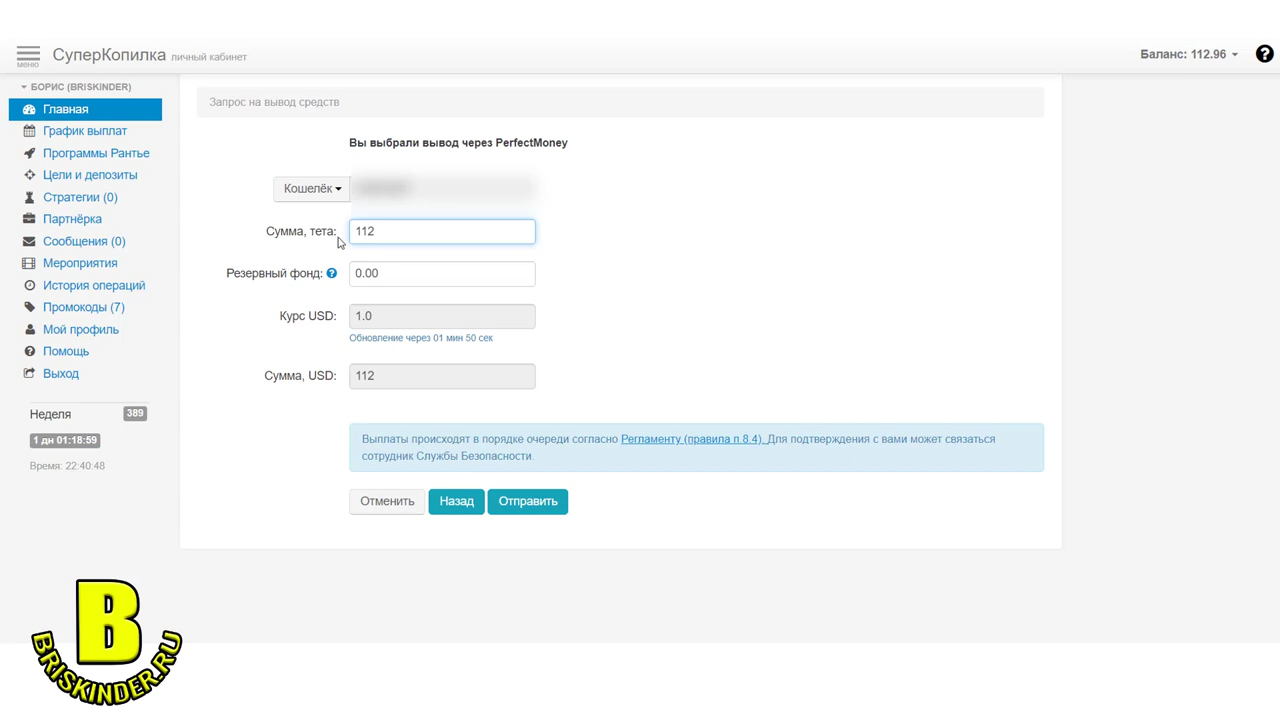 меню
СуперКопилка личный кабинет
Баланс: 112.96
БОРИС (BRISKINDER)
Главная
График выплат
Программы Рантье
Цели и депозиты
Стратегии (0)
Партнёрка
Сообщения (0)
Мероприятия
История операций
Промокоды (7)
Мой профиль
Помощь
Выход
Неделя 389
1 дн 01:18:59
Время: 22:40:48
Запрос на вывод средств
Вы выбрали вывод через PerfectMoney
Кошелёк
Сумма, тета: 112
Резервный фонд: ? 0.00
Курс USD: 1.0
Обновление через 01 мин 50 сек
Сумма, USD: 112
Выплаты происходят в порядке очереди согласно Регламенту (правила п.8.4). Для подтверждения с вами может связаться
сотрудник Службы Безопасности.
Отменить Назад Отправить
B
BRISKINDER.RU